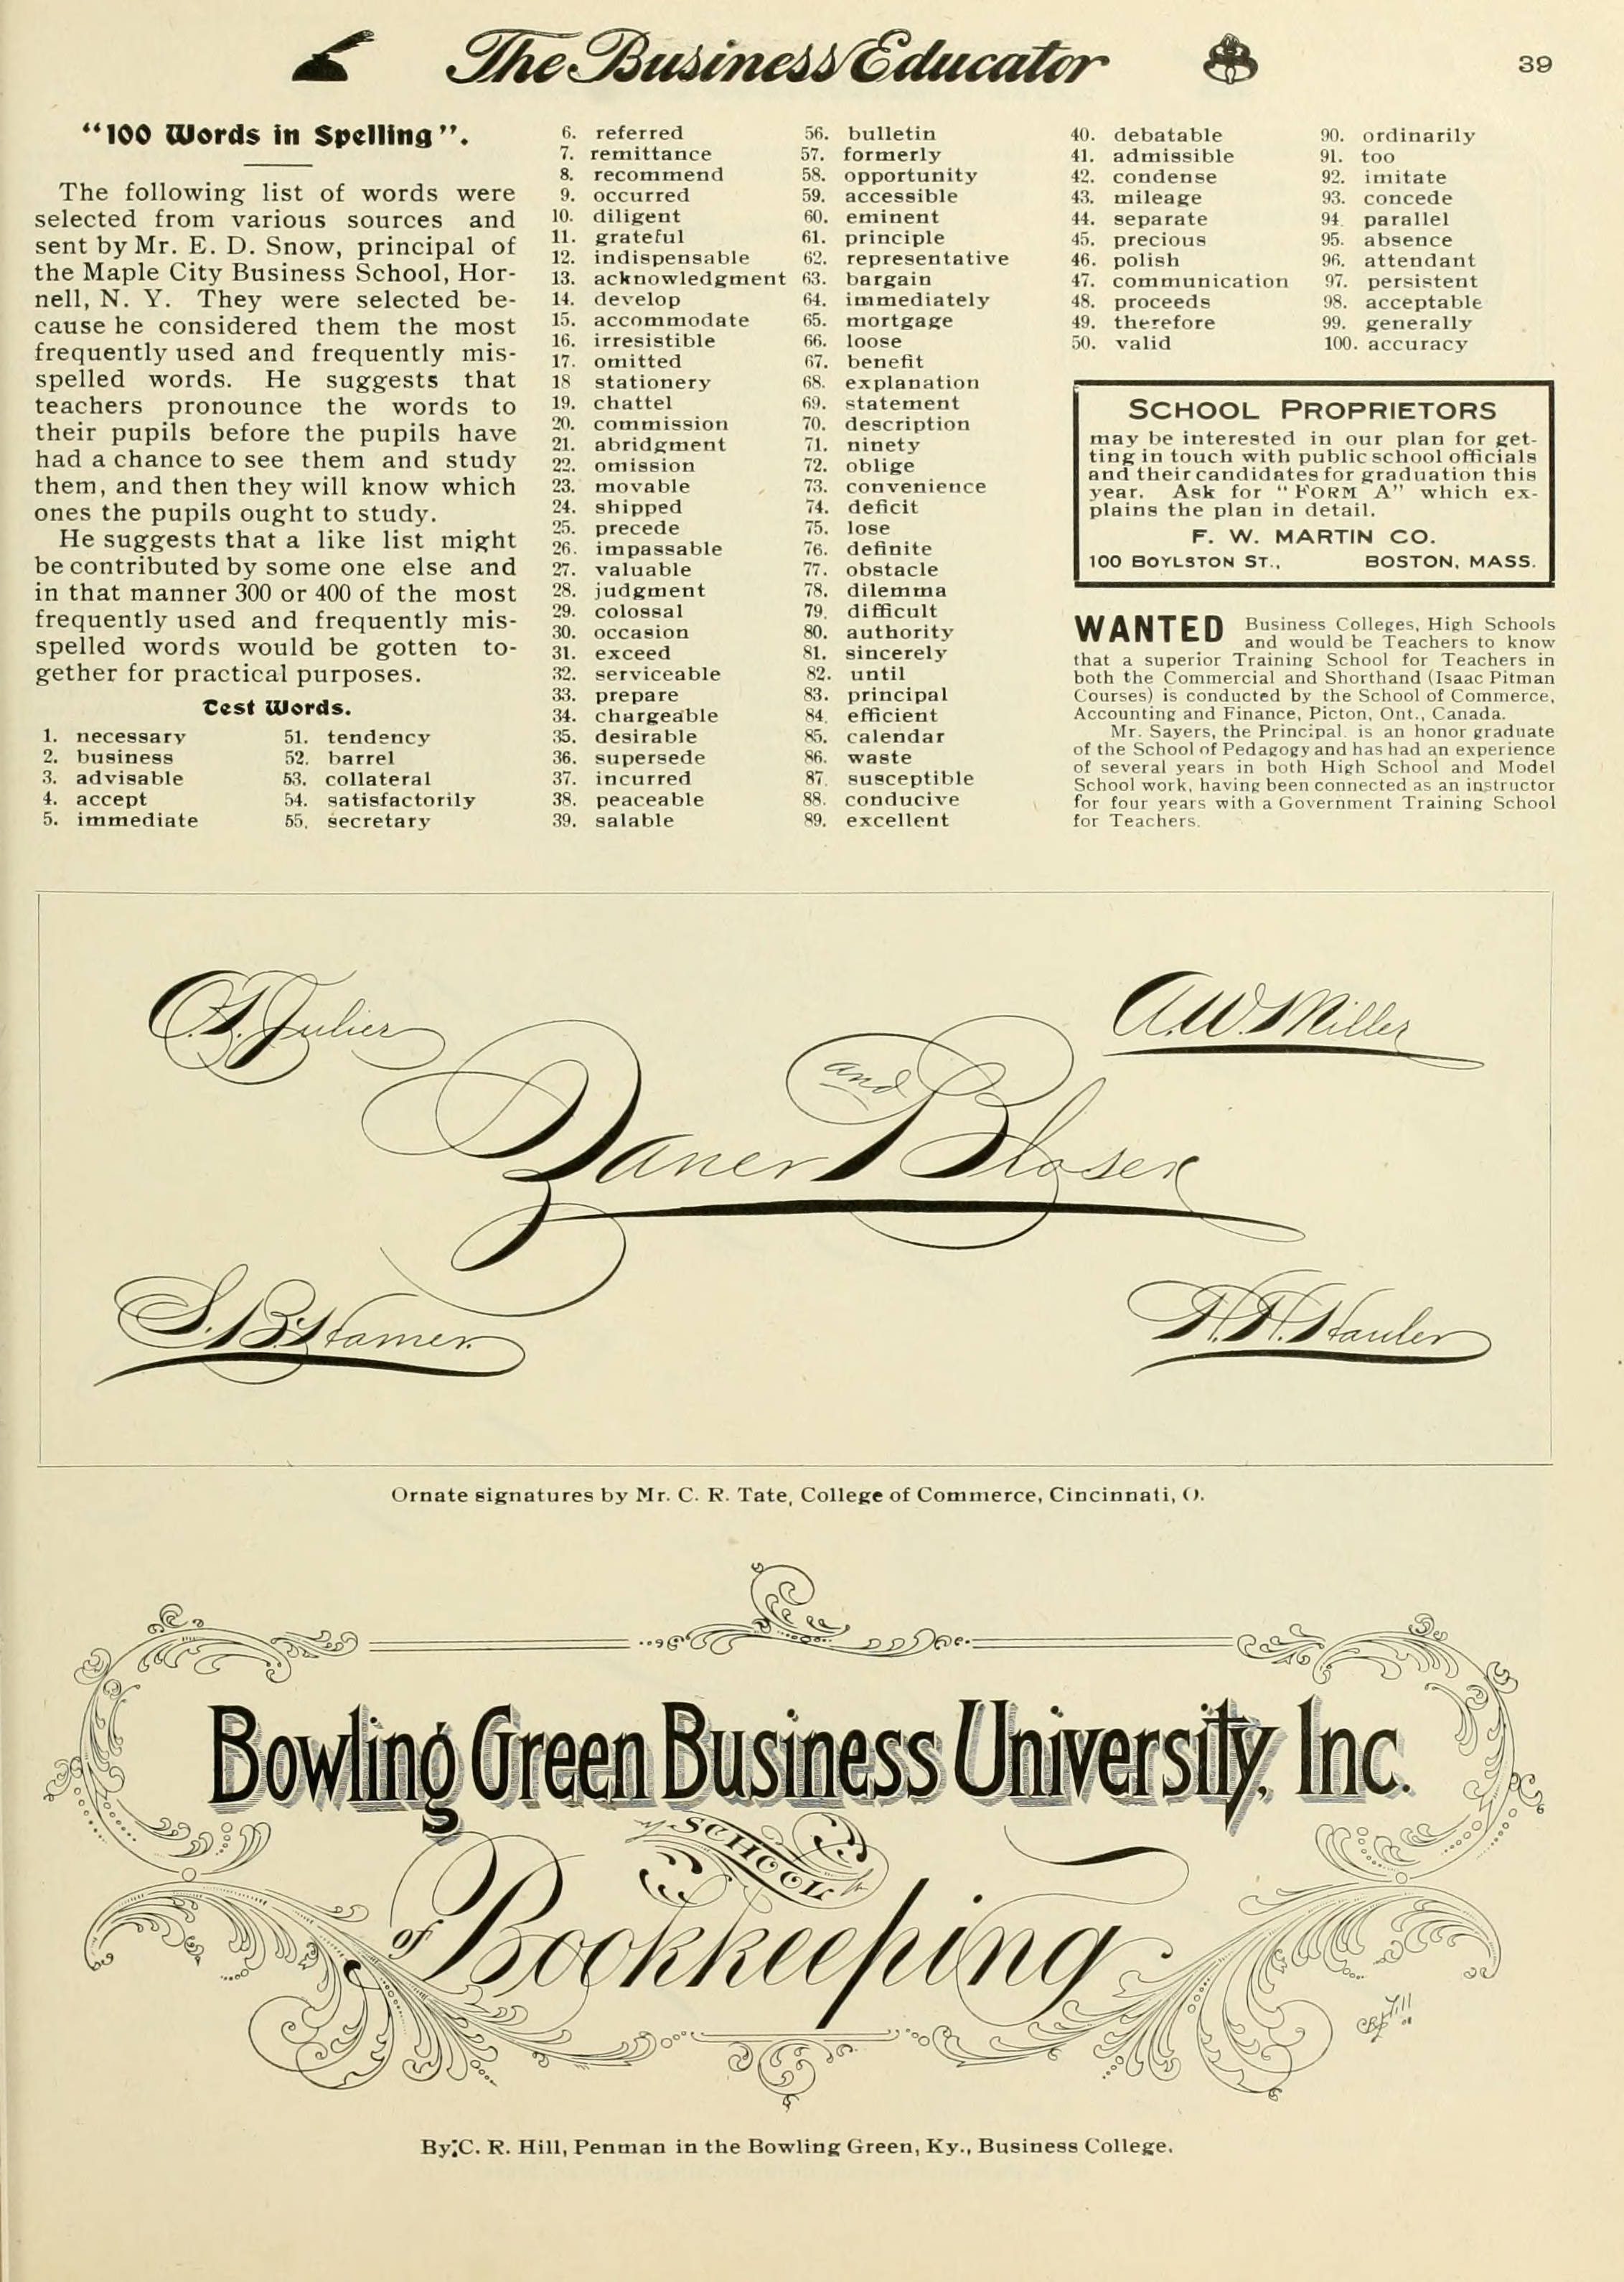 The Business Educator
39
“100 Words in Spelling”.
The following list of words were
selected from various sources and
sent by Mr. E. D. Snow, principal of
the Maple City Business School, Hor-
nell, N. Y. They were selected be-
cause he considered them the most
frequently used and frequently mis-
spelled words. He suggests that
teachers pronounce the words to
their pupils before the pupils have
had a chance to see them and study
them, and then they will know which
ones the pupils ought to study.
He suggests that a like list might
be contributed by some one else and
in that manner 300 or 400 of the most
frequently used and frequently mis-
spelled words would be gotten to-
gether for practical purposes.
Test Words.
1. necessary 51. tendency
2. business 52. barrel
3. advisable 53. collateral
4. accept 54. satisfactorily
5. immediate 55. secretary
6. referred 56. bulletin
7. remittance 57. formerly
8. recommend 58. opportunity
9. occurred 59. accessible
10. diligent 60. eminent
11. grateful 61. principle
12. indispensable 62. representative
13. acknowledgment 63. bargain
14. develop 64. immediately
15. accommodate 65. mortgage
16. irresistible 66. loose
17. omitted 67. benefit
18 stationery 68. explanation
19. chattel 69. statement
20. commission 70. description
21. abridgment 71. ninety
22. omission 72. oblige
23. movable 73. convenience
24. shipped 74. deficit
25. precede 75. lose
26. impassable 76. definite
27. valuable 77. obstacle
28. judgment 78. dilemma
29. colossal 79. difficult
30. occasion 80. authority
31. exceed 81. sincerely
32. serviceable 82. until
33. prepare 83. principal
34. chargeable 84. efficient
35. desirable 85. calendar
36. supersede 86. waste
37. incurred 87. susceptible
38. peaceable 88. conducive
39. salable 89. excellent
40. debatable 90. ordinarily
41. admissible 91. too
42. condense 92. imitate
43. mileage 93. concede
44. separate 94. parallel
45. precious 95. absence
46. polish 96. attendant
47. communication 97. persistent
48. proceeds 98. acceptable
49. therefore 99. generally
50. valid 100. accuracy
SCHOOL PROPRIETORS
may be interested in our plan for get-
ting in touch with public school officials
and their candidates for graduation this
year. Ask for “FORM A” which ex-
plains the plan in detail.
F. W. MARTIN CO.
100 BOYLSTON ST., BOSTON, MASS.
WANTED Business Colleges, High Schools
and would be Teachers to know
that a superior Training School for Teachers in
both the Commercial and Shorthand (Isaac Pitman
Courses) is conducted by the School of Commerce,
Accounting and Finance, Picton, Ont., Canada.
Mr. Sayers, the Principal. is an honor graduate
of the School of Pedagogy and has had an experience
of several years in both High School and Model
School work, having been connected as an instructor
for four years with a Government Training School
for Teachers.
Julier
A.W. Miller
Zaner and Bloser
S. B. Hamer.
Ornate signatures by Mr. C. R. Tate, College of Commerce, Cincinnati, O.
Bowling Green Business University, Inc.
SCHOOL
of Bookkeeping
Hill
By C. R. Hill, Penman in the Bowling Green, Ky., Business College.